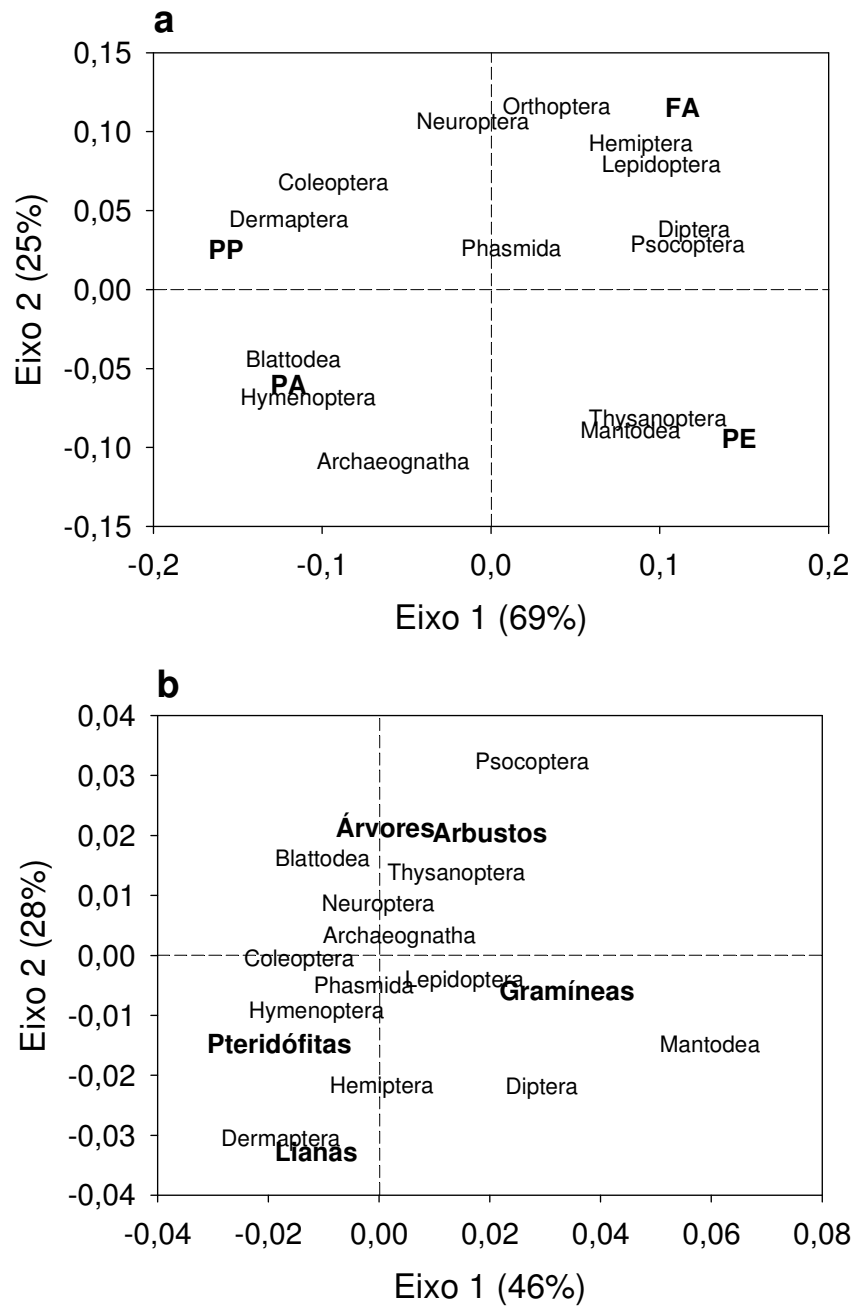 a
0,15
Orthoptera
FA
Neuroptera
0,10
Hemiptera
Lepidoptera
Coleoptera
0,05
Dermaptera
Diptera
PP
Phasmida
Psocoptera
0,00
Eixo 2 (25%)
Blattodea
-0,05
PA
Hymenoptera
Thysanoptera
Mantodea
PE
-0,10
Archaeognatha
-0,15
-0,2 -0,1 0,0 0,1 0,2
Eixo 1 (69%)
b
0,04
Psocoptera
0,03
Árvores
Arbustos
0,02
Blattodea
Thysanoptera
0,01
Neuroptera
Archaeognatha
0,00
Coleoptera
Eixo 2 (28%)
Lepidoptera
Phasmida
Gramíneas
-0,01
Hymenoptera
Pteridófitas
Mantodea
-0,02
Hemiptera
Diptera
-0,03
Dermaptera
Lianas
-0,04
-0,04 -0,02 0,00 0,02 0,04 0,06 0,08
Eixo 1 (46%)